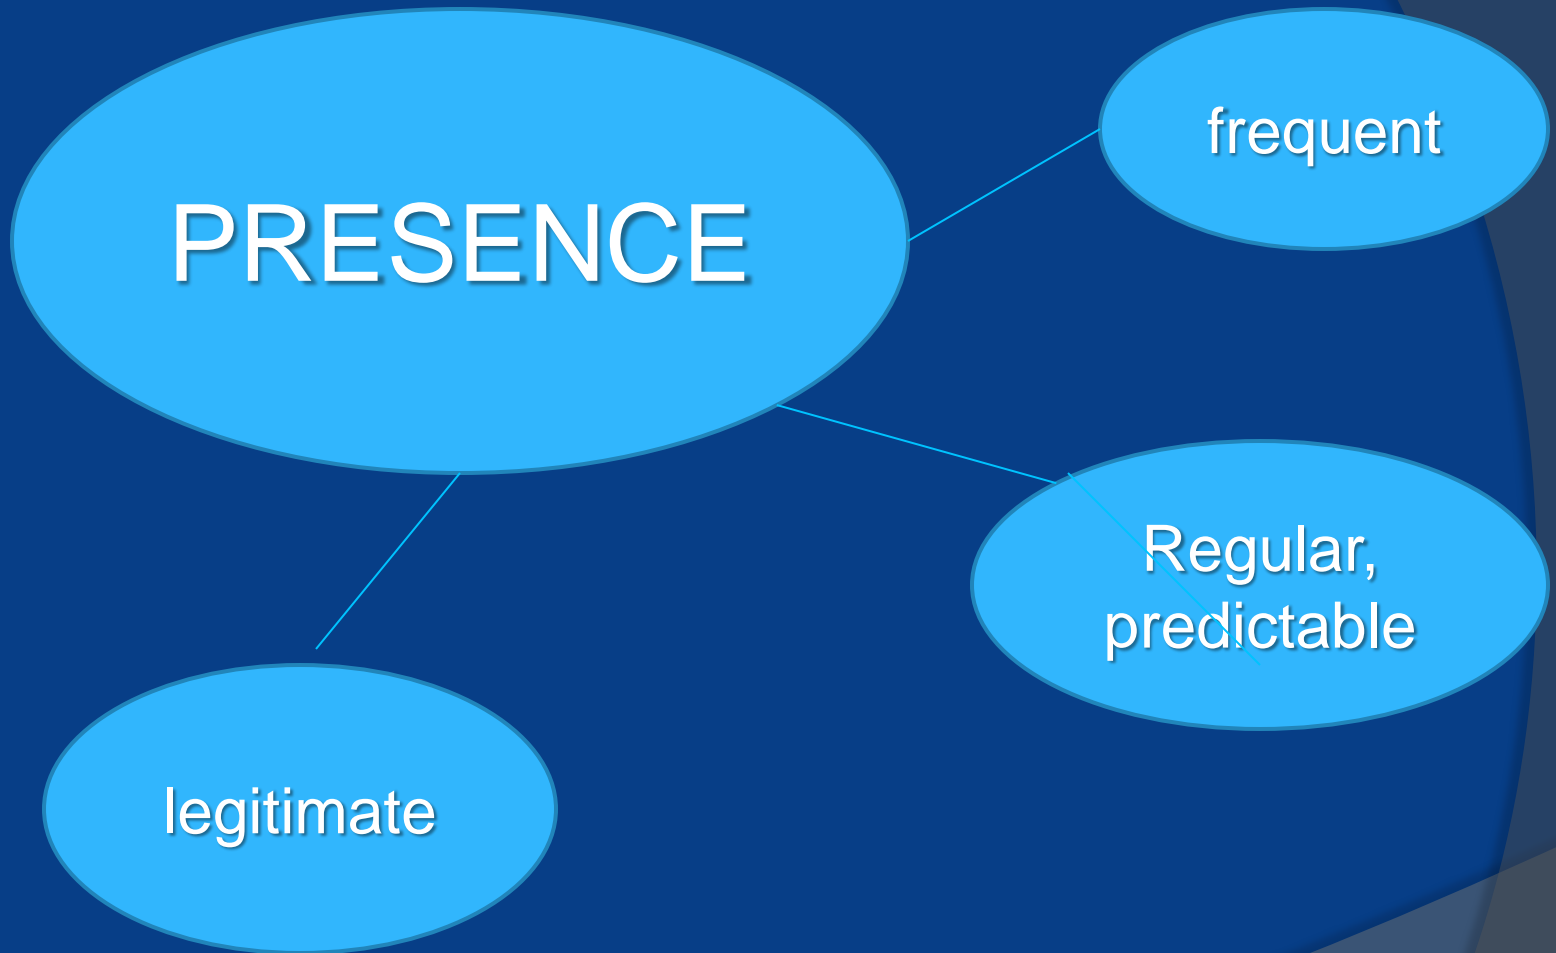 PRESENCE
frequent
Regular,
predictable
legitimate